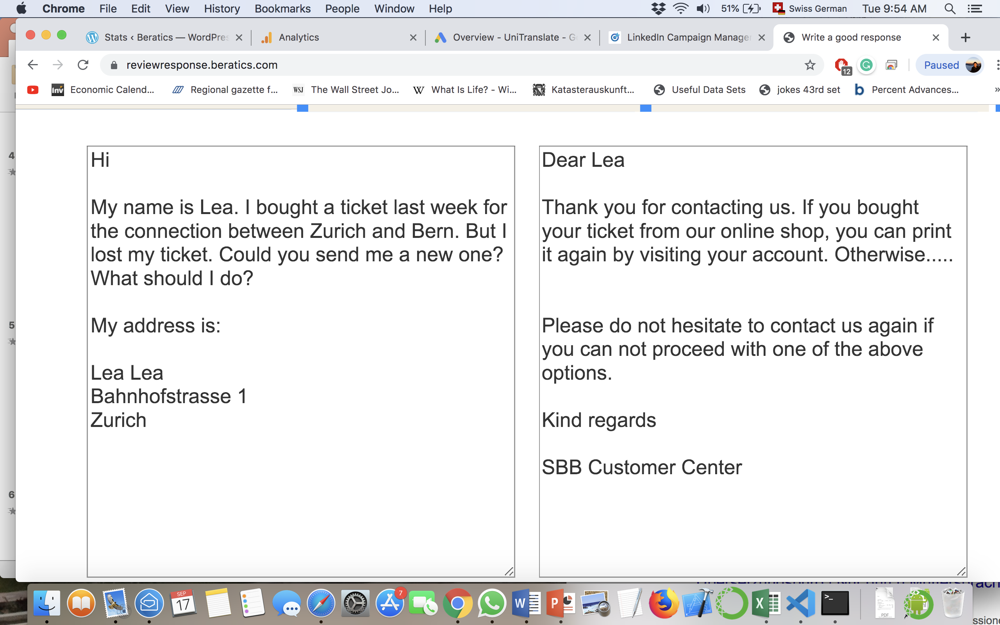 Chrome File Edit View History Bookmarks People Window Help 51% Swiss German Tue 9:54 AM
Stats ‹ Beratics — WordPres Analytics Overview - UniTranslate - G LinkedIn Campaign Manager Write a good response
reviewresponse.beratics.com 12 Paused
Inv Economic Calend... Regional gazette f... WSJ The Wall Street Jo... W What Is Life? - Wi... Katasterauskunft... Useful Data Sets jokes 43rd set b Percent Advances... »
4
5
6
Hi
My name is Lea. I bought a ticket last week for
the connection between Zurich and Bern. But I
lost my ticket. Could you send me a new one?
What should I do?
My address is:
Lea Lea
Bahnhofstrasse 1
Zurich
Dear Lea
Thank you for contacting us. If you bought
your ticket from our online shop, you can print
it again by visiting your account. Otherwise.....
Please do not hesitate to contact us again if
you can not proceed with one of the above
options.
Kind regards
SBB Customer Center
SEP
17
7
W
P
X
>_
PDF